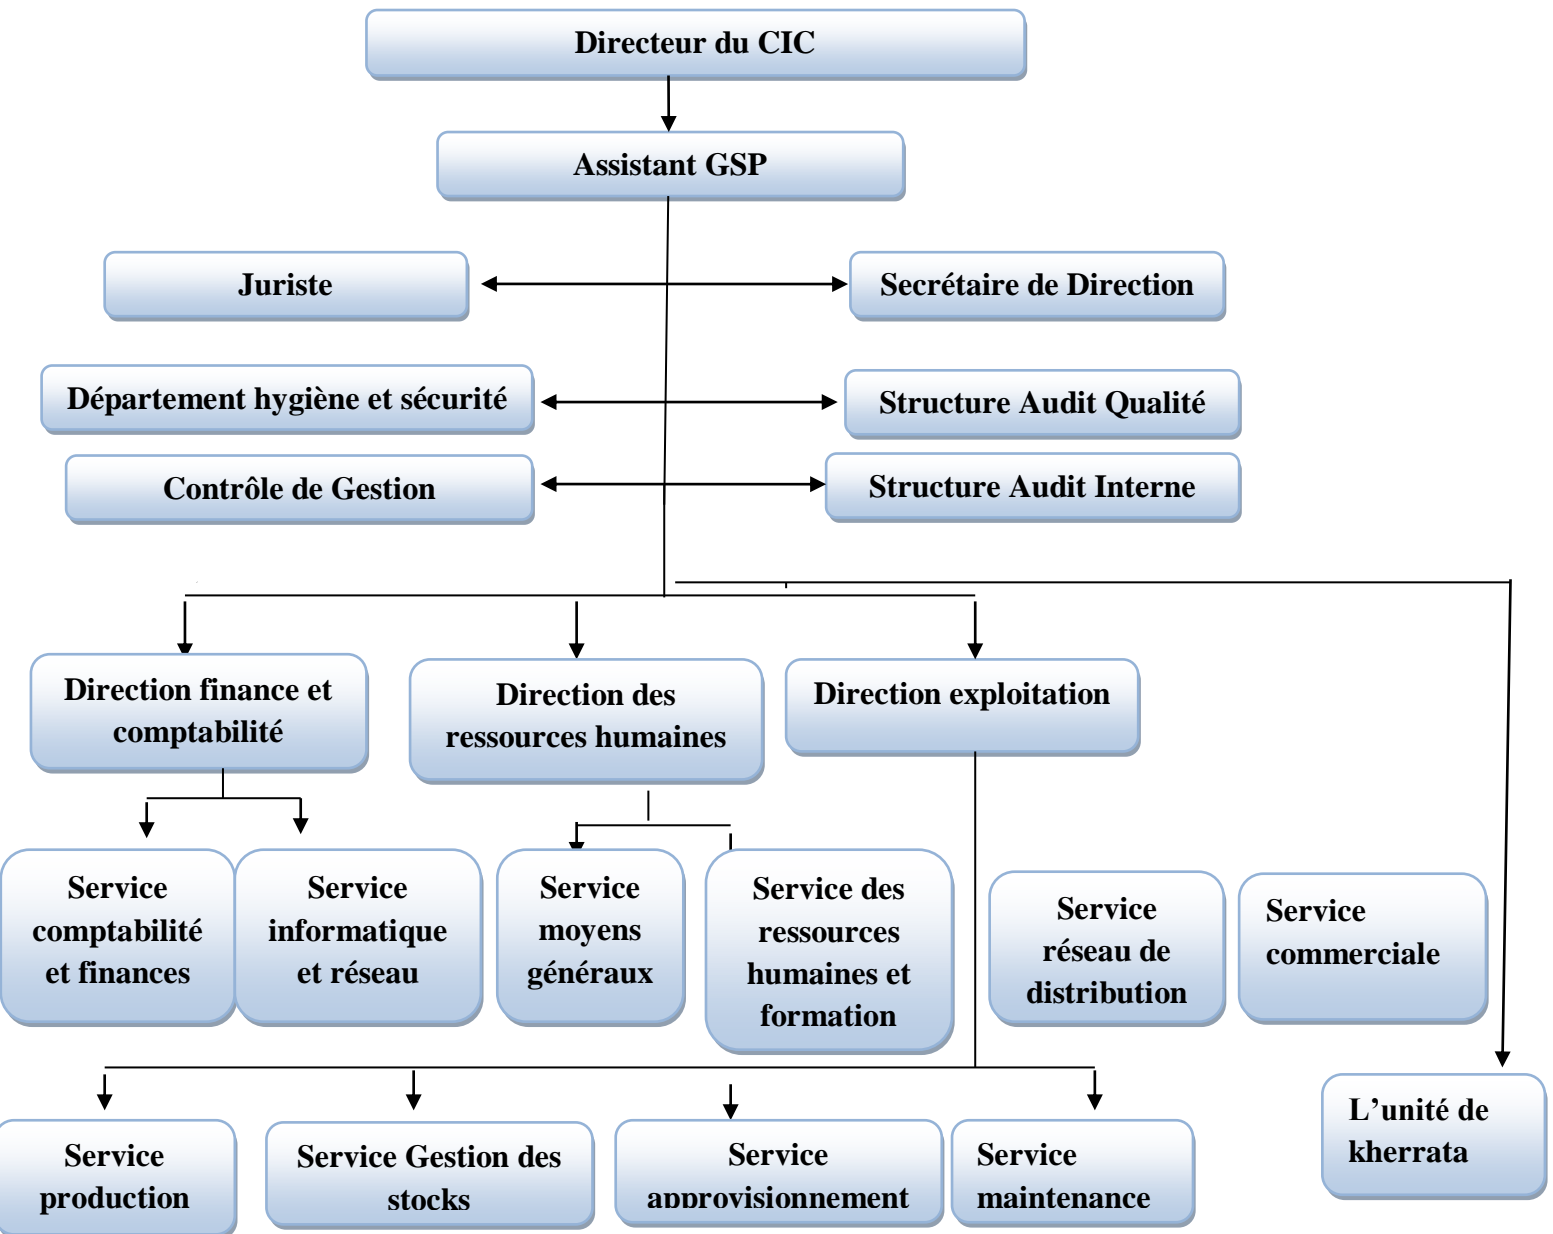 Directeur du CIC
Assistant GSP
Juriste
Secrétaire de Direction
Département hygiène et sécurité
Structure Audit Qualité
Contrôle de Gestion
Structure Audit Interne
Direction finance et
comptabilité
Direction des
ressources humaines
Direction exploitation
Service
comptabilité
et finances
Service
informatique
et réseau
Service
moyens
généraux
Service des
ressources
humaines et
formation
Service
réseau de
distribution
Service
commerciale
Service
production
Service Gestion des
stocks
Service
approvisionnement
Service
maintenance
L’unité de
kherrata